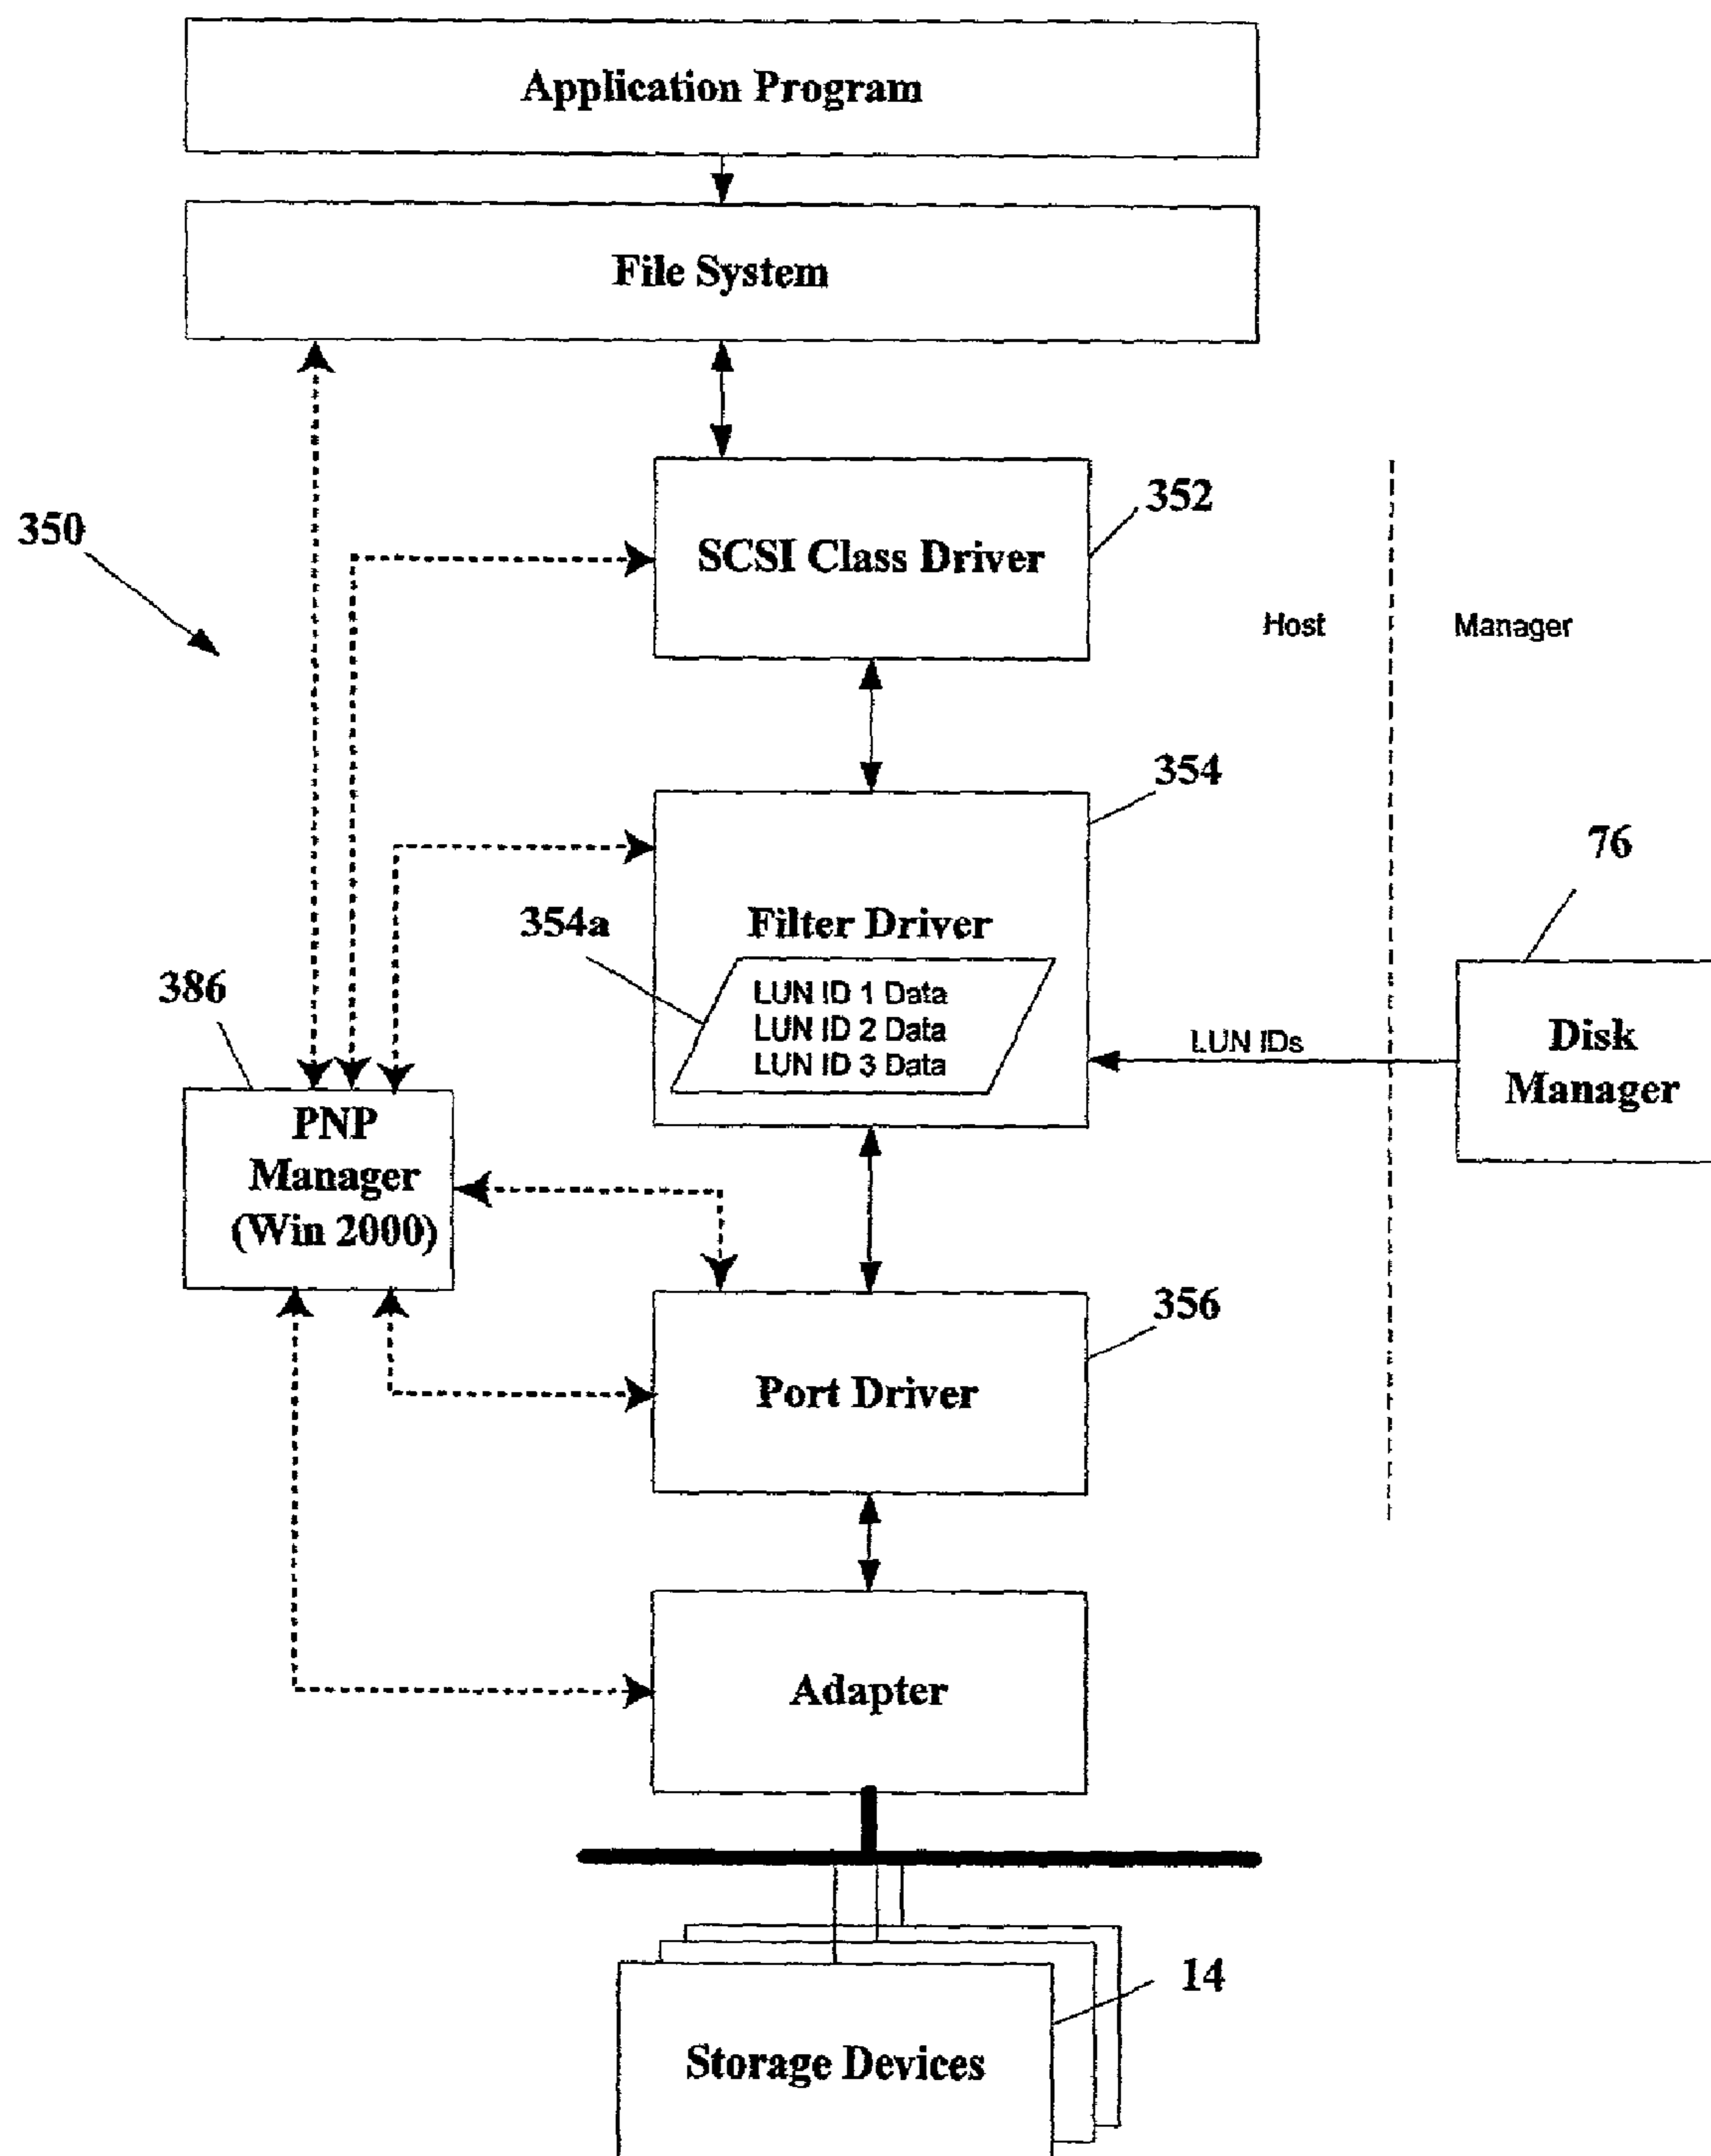 Application Program
File System
352
350
SCSI Class Driver
Host
Manager
354
76
354a
Filter Driver
386
LUN ID 1 Data
LUN ID 2 Data
LUN ID 3 Data
LUN IDs
Disk
Manager
PNP
Manager
(Win 2000)
356
Port Driver
Adapter
14
Storage Devices